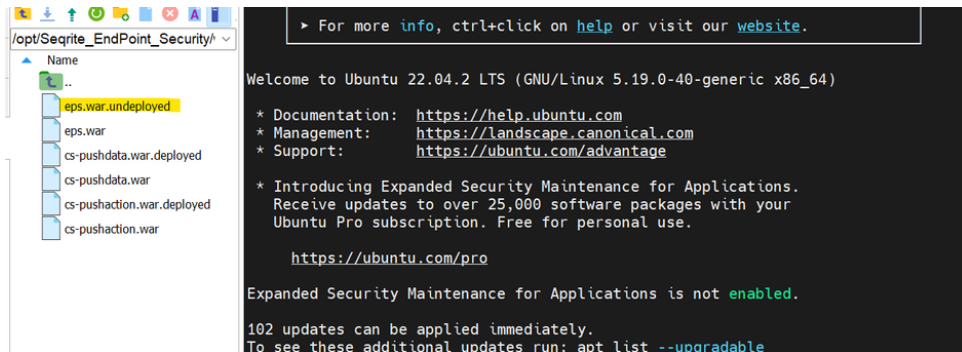 /opt/Seqrite_EndPoint_Security/
Name
..
eps.war.undeployed
eps.war
cs-pushdata.war.deployed
cs-pushdata.war
cs-pushaction.war.deployed
cs-pushaction.war
➤ For more info, ctrl+click on help or visit our website.
Welcome to Ubuntu 22.04.2 LTS (GNU/Linux 5.19.0-40-generic x86_64)
* Documentation: https://help.ubuntu.com
* Management: https://landscape.canonical.com
* Support: https://ubuntu.com/advantage
* Introducing Expanded Security Maintenance for Applications.
Receive updates to over 25,000 software packages with your
Ubuntu Pro subscription. Free for personal use.
https://ubuntu.com/pro
Expanded Security Maintenance for Applications is not enabled.
102 updates can be applied immediately.
To see these additional updates run: apt list --upgradable